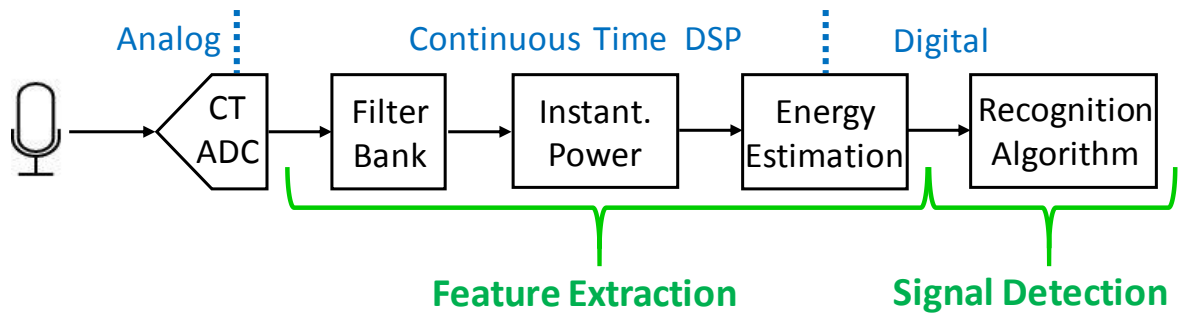 Analog
Continuous Time DSP
Digital
CT
ADC
Filter
Bank
Instant.
Power
Energy
Estimation
Recognition
Algorithm
Feature Extraction
Signal Detection